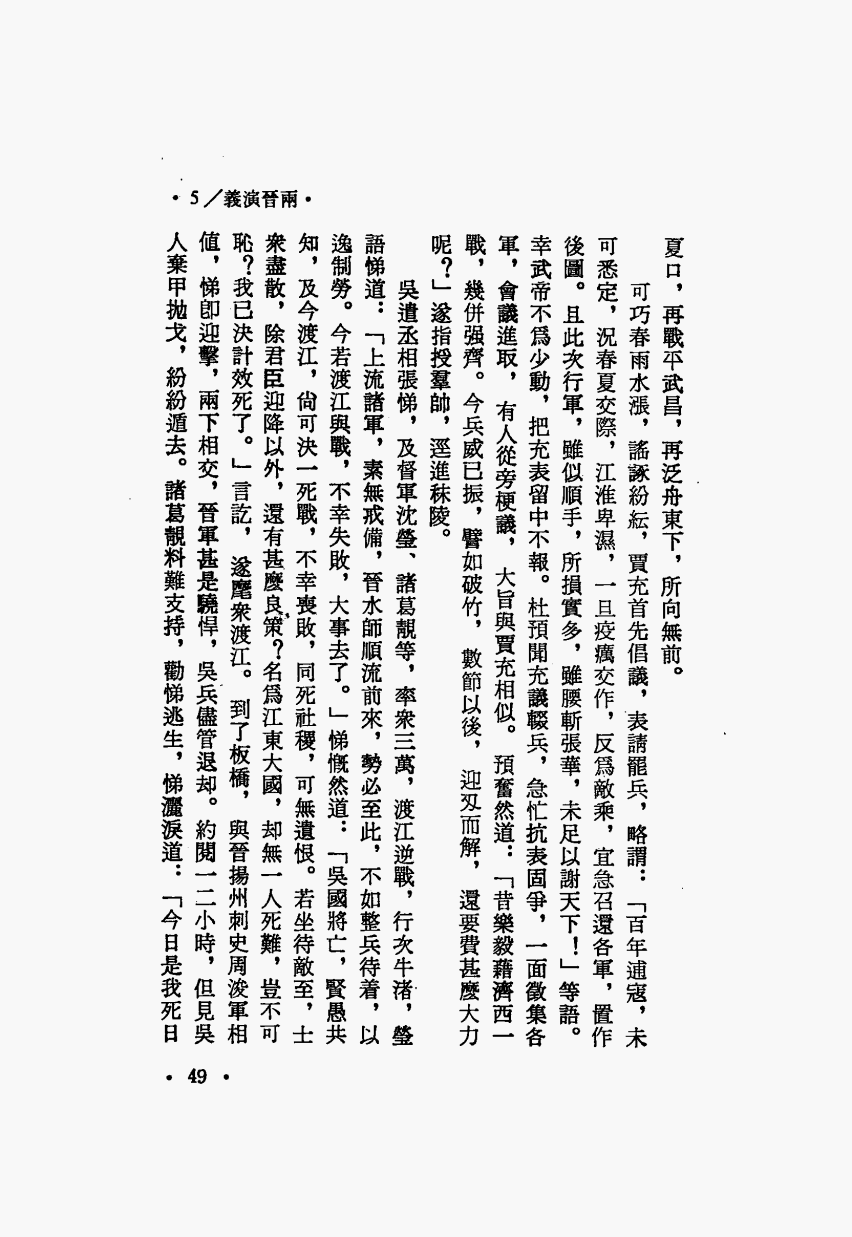 •5／義演晉兩•
夏口，再戰平武昌，再泛舟東下，所向無前。
可巧春雨水漲，謠諑紛紜，賈充首先倡議，表請罷兵，略謂：「百年逋寇，未
可悉定，況春夏交際，江淮卑濕，一旦疫癘交作，反爲敵乘，宜急召還各軍，置作
後圖。且此次行軍，雖似順手，所損實多，雖腰斬張華，未足以謝天下！」等語。
幸武帝不爲少動，把充表留中不報。杜預聞充議輟兵，急忙抗表固爭，一面徵集各
軍，會議進取，有人從旁梗議，大旨與賈充相似。預奮然道：「昔樂毅藉濟西一
戰，幾併强齊。今兵威已振，譬如破竹，數節以後，迎刃而解，還要費甚麼大力
呢？」遂指授羣帥，逕進秣陵。
吳遣丞相張悌，及督軍沈瑩、諸葛靚等，率衆三萬，渡江逆戰，行次牛渚，瑩
語悌道：「上流諸軍，素無戒備，晉水師順流前來，勢必至此，不如整兵待着，以
逸制勞。今若渡江與戰，不幸失敗，大事去了。」悌慨然道：「吳國將亡，賢愚共
知，及今渡江，尙可決一死戰，不幸喪敗，同死社稷，可無遺恨。若坐待敵至，士
衆盡散，除君臣迎降以外，還有甚麼良策？名爲江東大國，却無一人死難，豈不可
恥？我已決計效死了。」言訖，遂麾衆渡江。到了板橋，與晉揚州刺史周浚軍相
値，悌卽迎擊，兩下相交，晉軍甚是驍悍，吳兵儘管退却。約閱一二小時，但見吳
人棄甲拋戈，紛紛遁去。諸葛靚料難支持，勸悌逃生，悌灑淚道：「今日是我死日
•49•